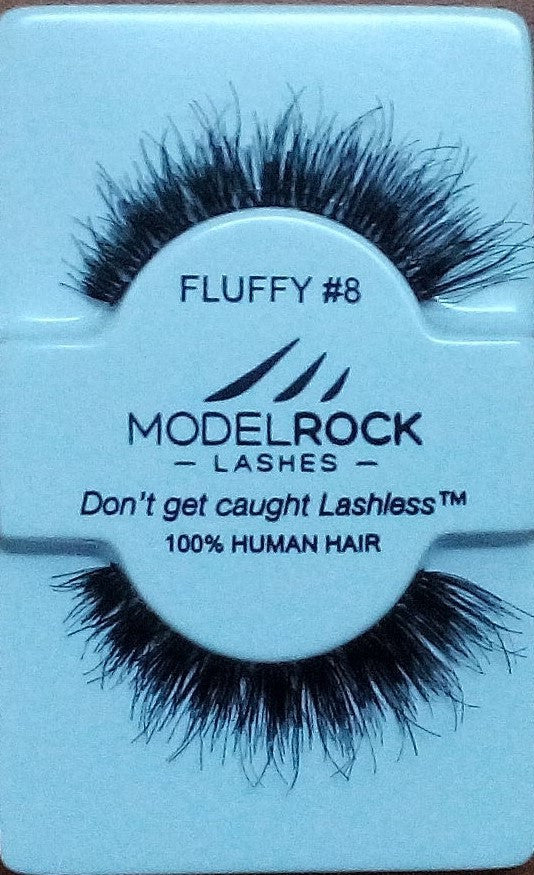 FLUFFY #8
MODELROCK
— LASHES —
Don't get caught Lashless™
100% HUMAN HAIR